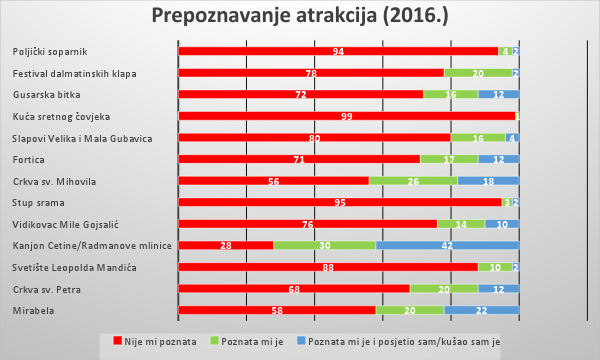 Prepoznavanje atrakcija (2016.)
Poljički soparnik 94 4 2
Festival dalmatinskih klapa 78 20 2
Gusarska bitka 72 16 12
Kuća sretnog čovjeka 99 1
Slapovi Velika i Mala Gubavica 80 16 4
Fortica 71 17 12
Crkva sv. Mihovila 56 26 18
Stup srama 95 3 2
Vidikovac Mile Gojsalić 76 14 10
Kanjon Cetine/Radmanove mlinice 28 30 42
Svetište Leopolda Mandića 88 10 2
Crkva sv. Petra 68 20 12
Mirabela 58 20 22
Nije mi poznata Poznata mi je Poznata mi je i posjetio sam/kušao sam je